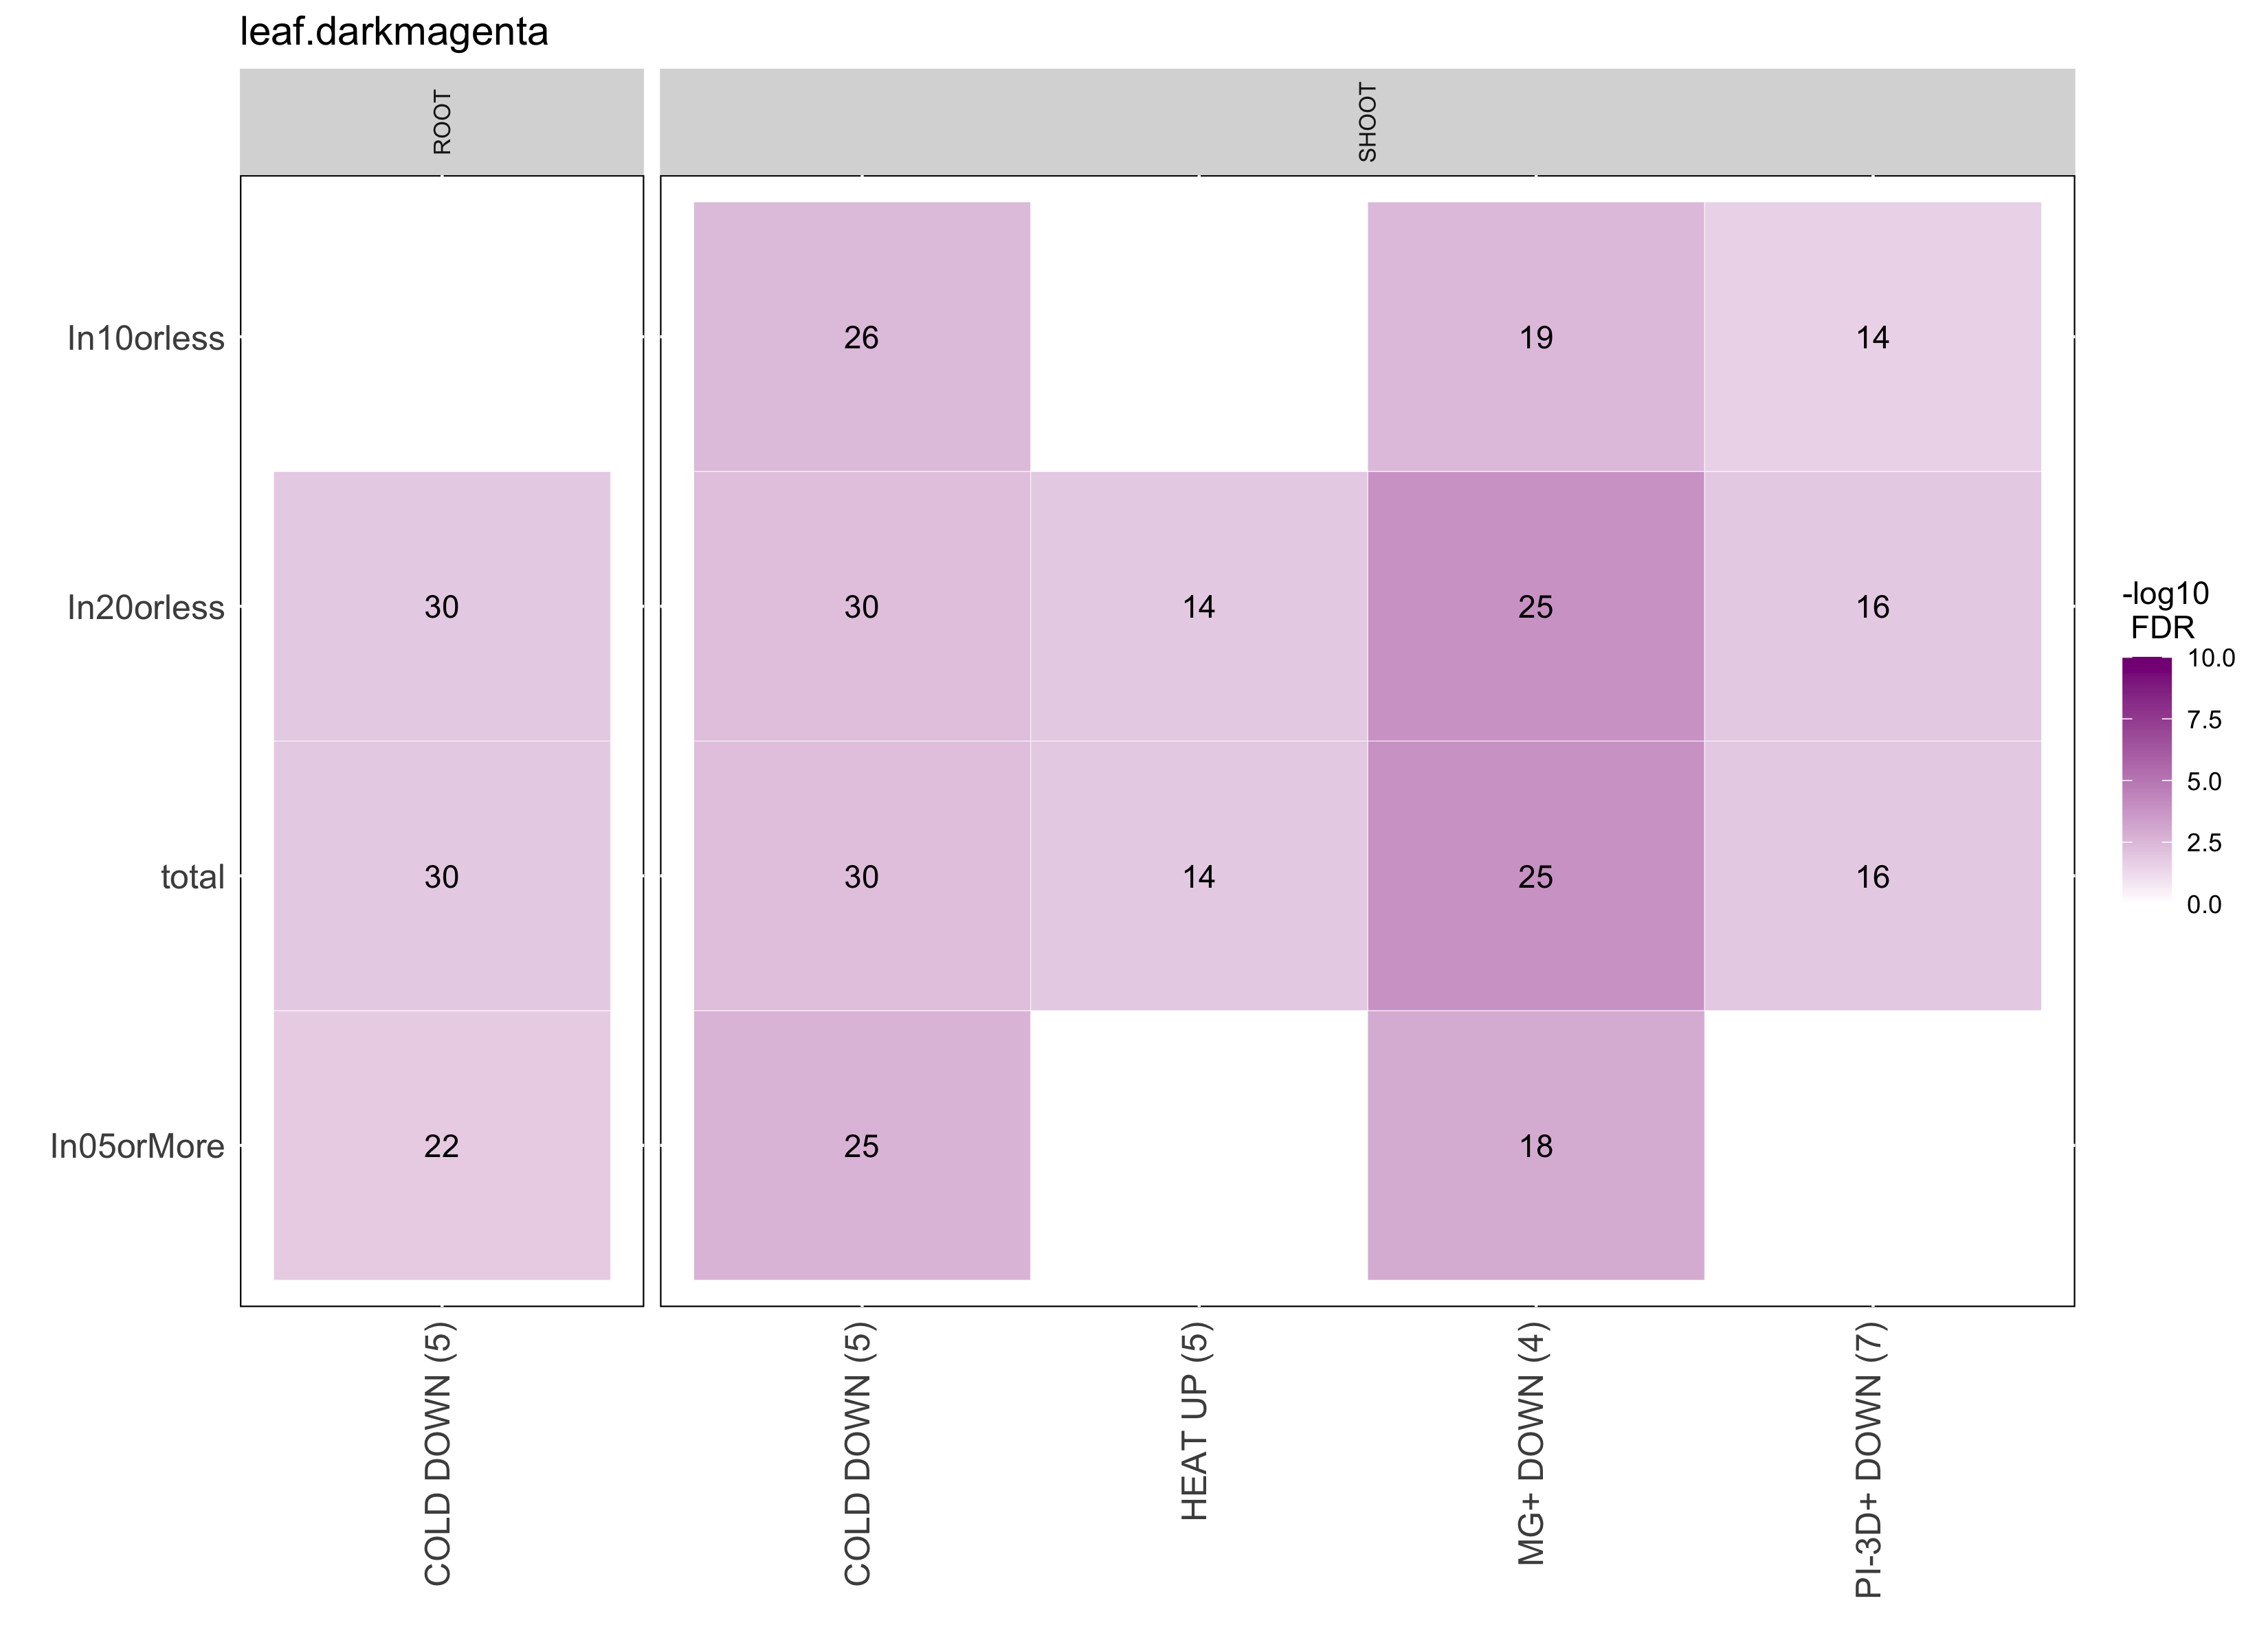 leaf.darkmagenta
ROOT
SHOOT
In10orless
26
19
14
In20orless
30
30
14
25
16
total
30
30
14
25
16
In05orMore
22
25
18
COLD DOWN (5)
COLD DOWN (5)
HEAT UP (5)
MG+ DOWN (4)
PI-3D+ DOWN (7)
-log10
FDR
10.0
7.5
5.0
2.5
0.0